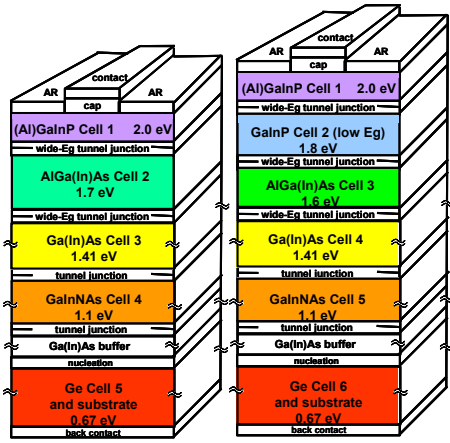 contact
AR
AR
cap
(Al)GaInP Cell 1 2.0 eV
wide-Eg tunnel junction
AlGa(In)As Cell 2
1.7 eV
wide-Eg tunnel junction
Ga(In)As Cell 3
1.41 eV
tunnel junction
GaInNAs Cell 4
1.1 eV
tunnel junction
Ga(In)As buffer
nucleation
Ge Cell 5
and substrate
0.67 eV
back contact
contact
AR
AR
cap
(Al)GaInP Cell 1 2.0 eV
wide-Eg tunnel junction
GaInP Cell 2 (low Eg)
1.8 eV
wide-Eg tunnel junction
AlGa(In)As Cell 3
1.6 eV
wide-Eg tunnel junction
Ga(In)As Cell 4
1.41 eV
tunnel junction
GaInNAs Cell 5
1.1 eV
tunnel junction
Ga(In)As buffer
nucleation
Ge Cell 6
and substrate
0.67 eV
back contact